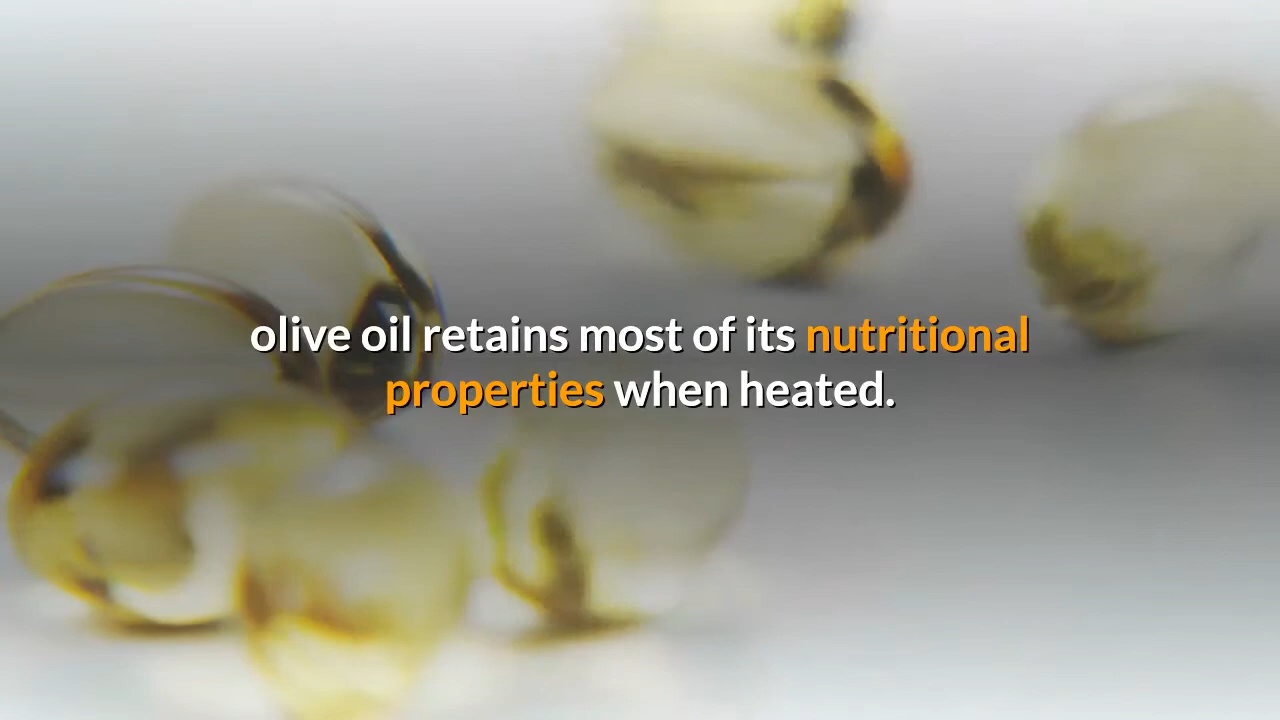 olive oil retains most of its nutritional
properties when heated.